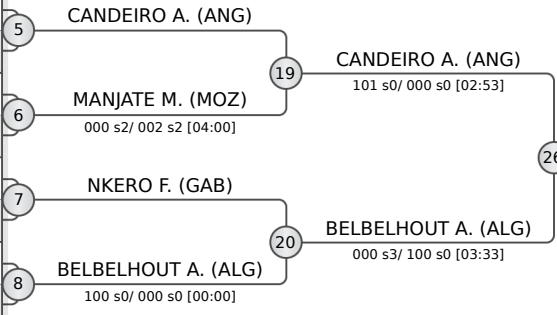 5
CANDEIRO A. (ANG)
19
CANDEIRO A. (ANG)
101 s0/ 000 s0 [02:53]
6
MANJATE M. (MOZ)
000 s2/ 002 s2 [04:00]
26
7
NKERO F. (GAB)
20
BELBELHOUT A. (ALG)
000 s3/ 100 s0 [03:33]
8
BELBELHOUT A. (ALG)
100 s0/ 000 s0 [00:00]